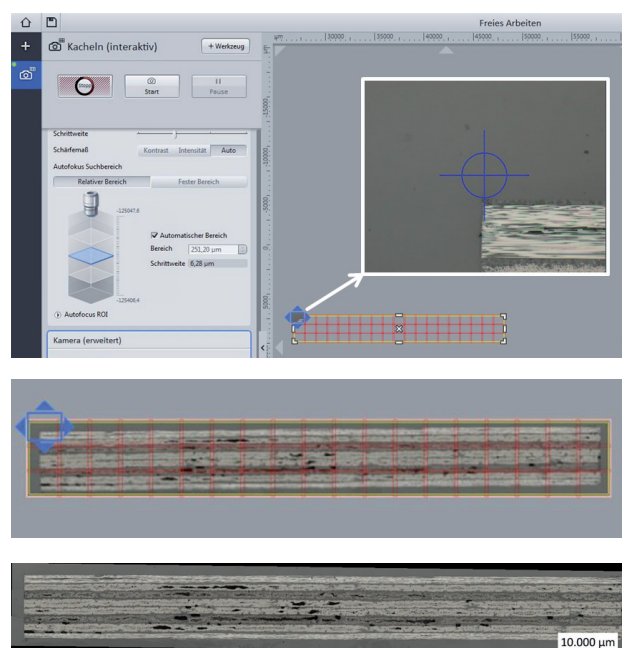 Freies Arbeiten
Kacheln (interaktiv)
+ Werkzeug
Stopp
Start
Pause
µm
30000
35000
40000
45000
50000
55000
-15000
-10000
-5000
0
5000
Schrittweite
Schärfemaß Kontrast Intensität Auto
Autofokus Suchbereich
Relativer Bereich Fester Bereich
-125047,6
Automatischer Bereich
Bereich 251,20 µm
Schrittweite 6,28 µm
-125408,4
Autofocus ROI
Kamera (erweitert)
10.000 µm